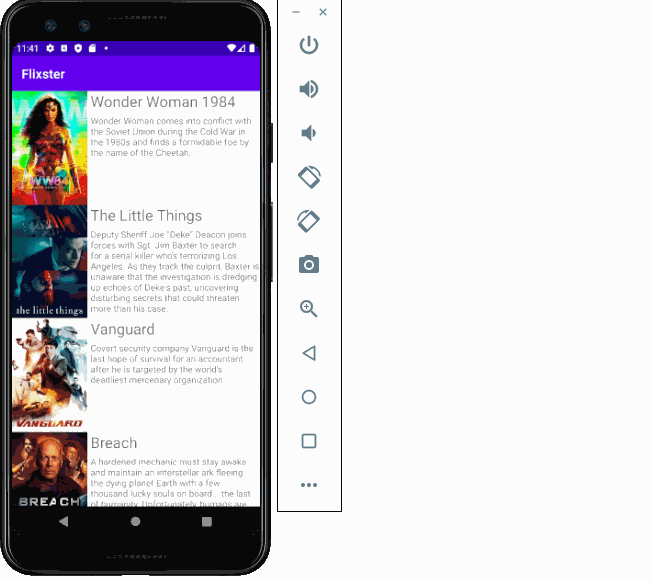 11:41
Flixster
Wonder Woman 1984
Wonder Woman comes into conflict with
the Soviet Union during the Cold War in
the 1980s and finds a formidable foe by
the name of the Cheetah.
WW84
The Little Things
Deputy Sheriff Joe "Deke" Deacon joins
forces with Sgt. Jim Baxter to search
for a serial killer who's terrorizing Los
Angeles. As they track the culprit, Baxter is
unaware that the investigation is dredging
up echoes of Deke's past, uncovering
disturbing secrets that could threaten
more than his case.
the little things
Vanguard
Covert security company Vanguard is the
last hope of survival for an accountant
after he is targeted by the world's
deadliest mercenary organization
VANGUARD
Breach
A hardened mechanic must stay awake
and maintain an interstellar ark fleeing
the dying planet Earth with a few
thousand lucky souls on board... the last
of humanity. Unfortunately, humans are
BREACH